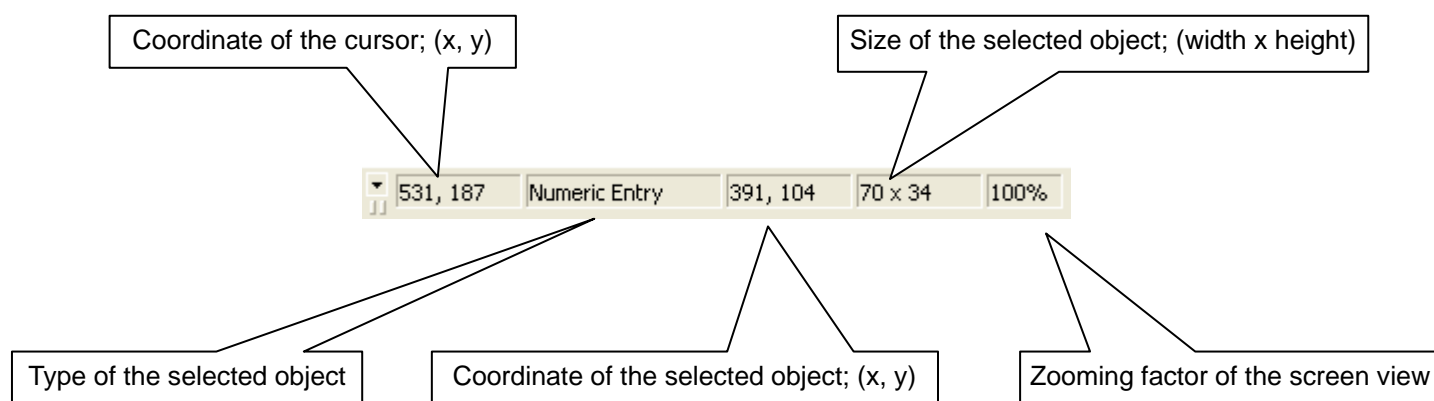 Coordinate of the cursor; (x, y)
Size of the selected object; (width x height)
531, 187
Numeric Entry
391, 104
70 x 34
100%
Type of the selected object
Coordinate of the selected object; (x, y)
Zooming factor of the screen view